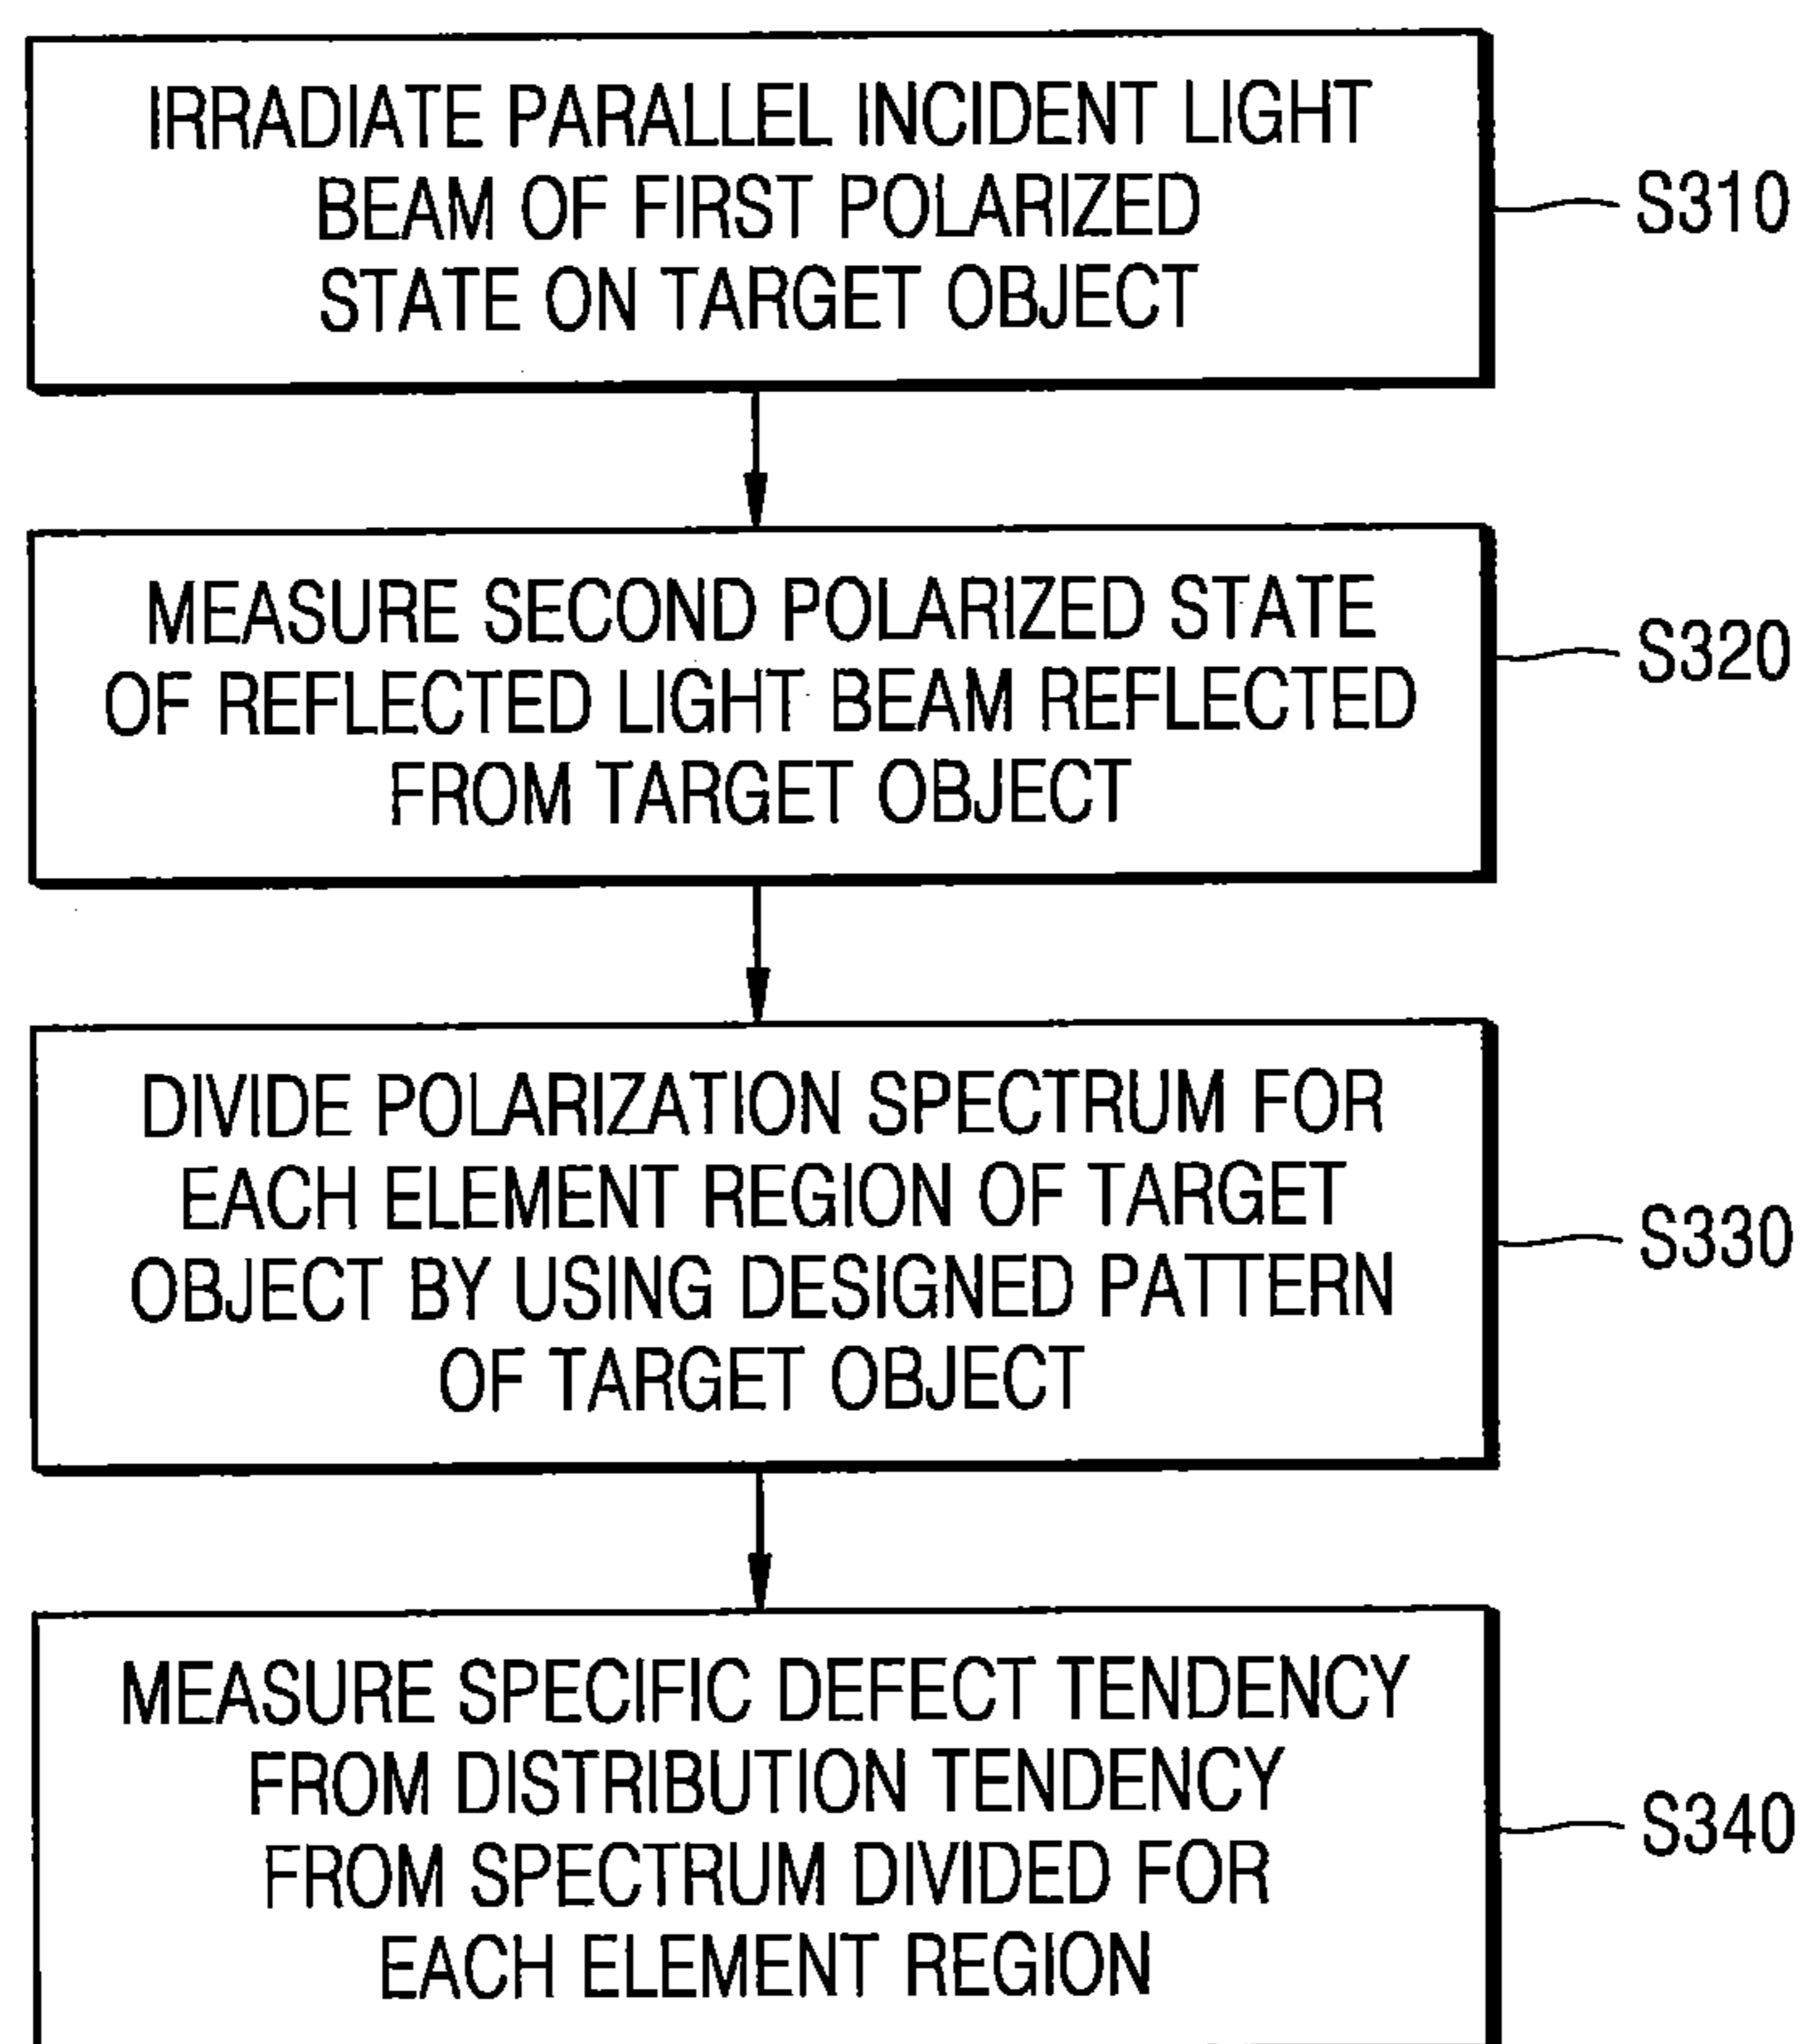 IRRADIATE PARALLEL INCIDENT LIGHT
BEAM OF FIRST POLARIZED
STATE ON TARGET OBJECT
S310
MEASURE SECOND POLARIZED STATE
OF REFLECTED LIGHT BEAM REFLECTED
FROM TARGET OBJECT
S320
DIVIDE POLARIZATION SPECTRUM FOR
EACH ELEMENT REGION OF TARGET
OBJECT BY USING DESIGNED PATTERN
OF TARGET OBJECT
S330
MEASURE SPECIFIC DEFECT TENDENCY
FROM DISTRIBUTION TENDENCY
FROM SPECTRUM DIVIDED FOR
EACH ELEMENT REGION
S340